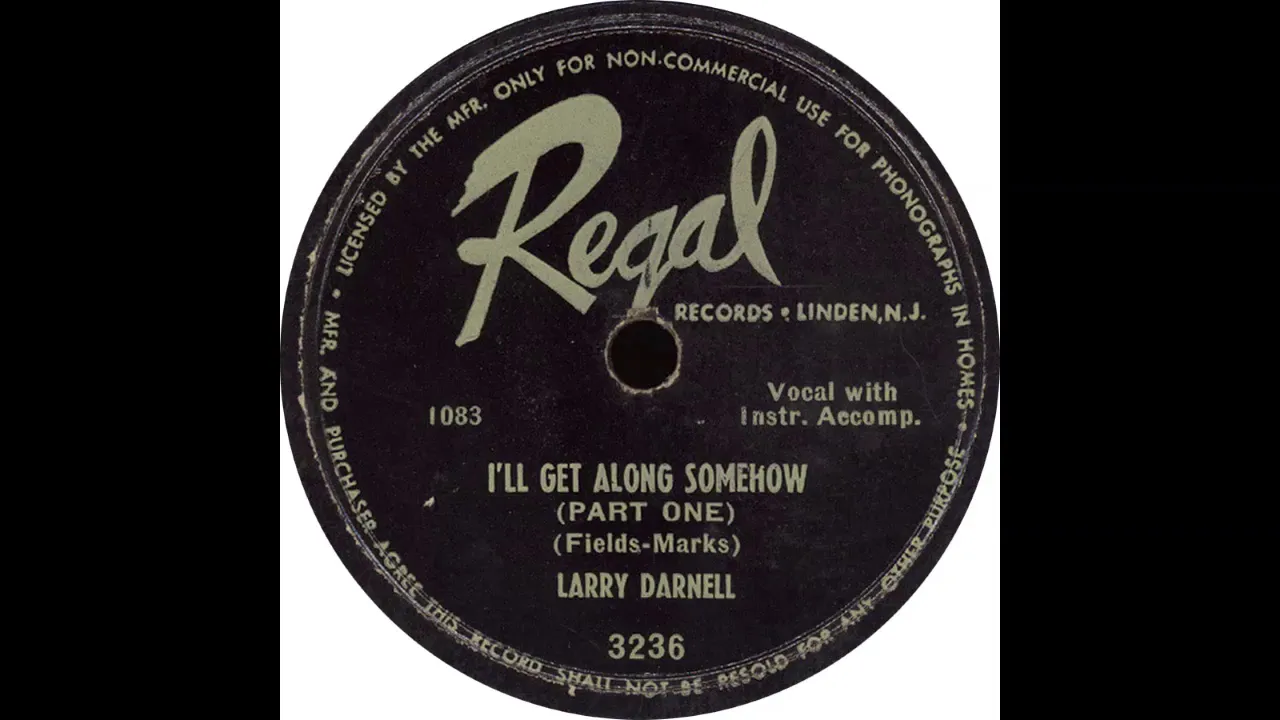 • LICENSED BY THE MFR. ONLY FOR NON-COMMERCIAL USE FOR PHONOGRAPHS IN HOMES •
MFR. AND PURCHASER AGREE THIS RECORD SHALL NOT BE RESOLD FOR ANY OTHER PURPOSE
Regal
RECORDS • LINDEN, N.J.
Vocal with
Instr. Accomp.
1083
I'LL GET ALONG SOMEHOW
(PART ONE)
(Fields-Marks)
LARRY DARNELL
3236